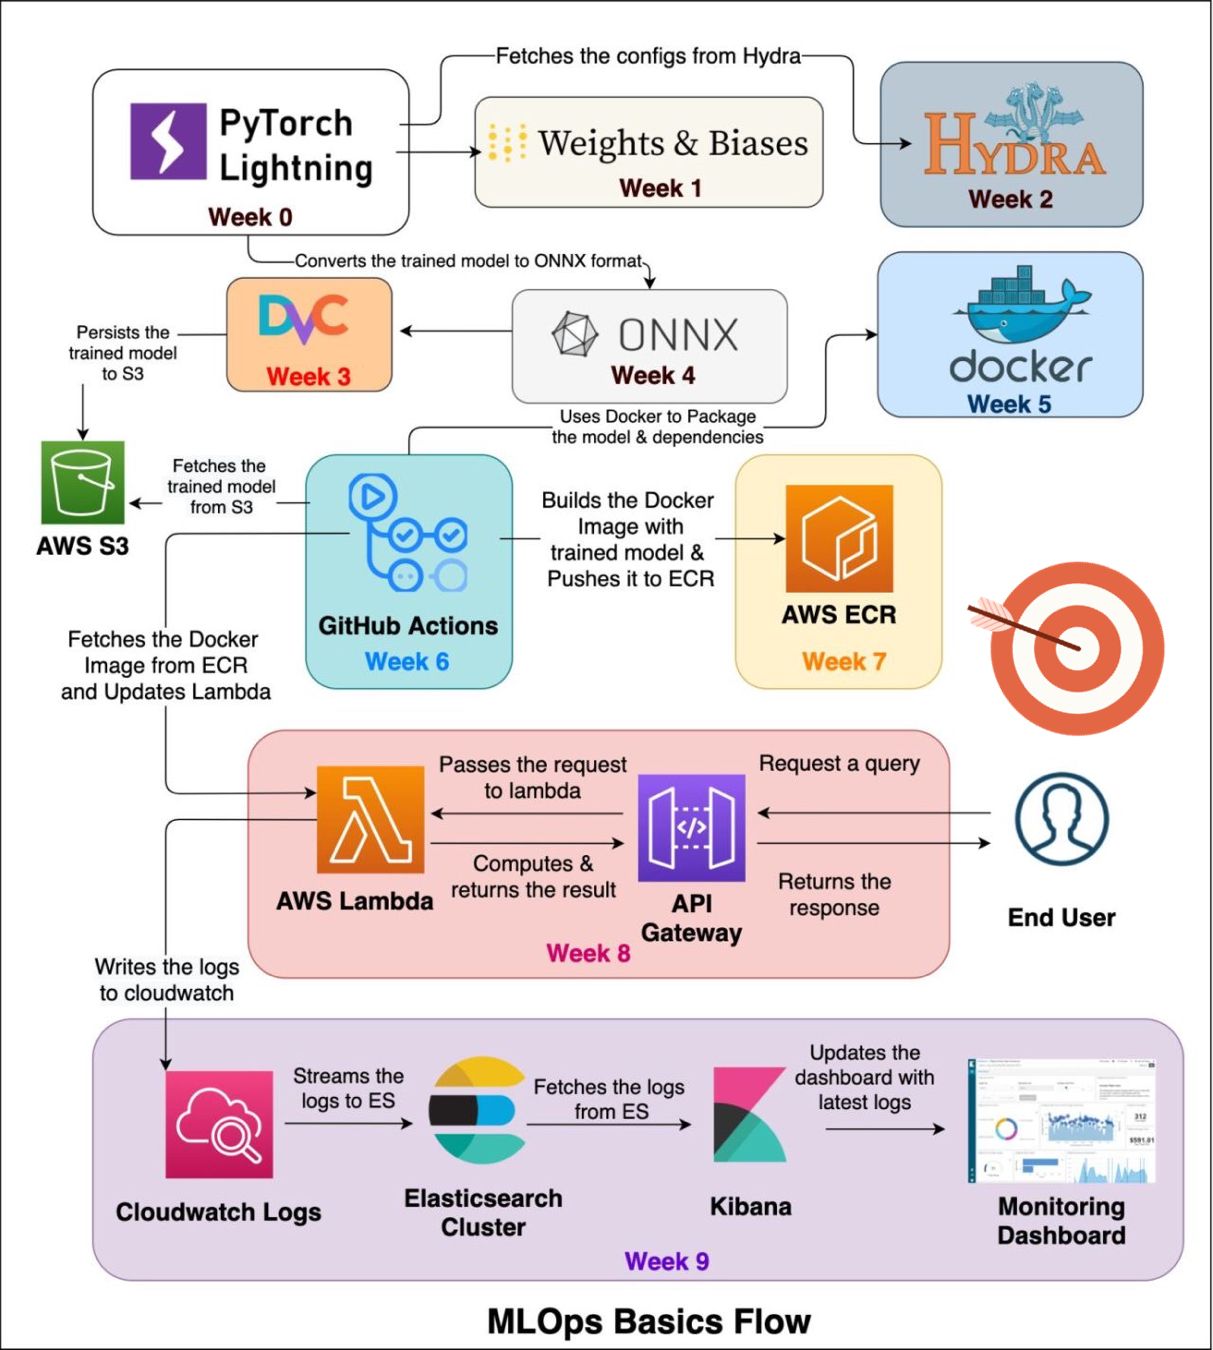 Fetches the configs from Hydra
PyTorch
Lightning
Week 0
Weights & Biases
Week 1
HYDRA
Week 2
Converts the trained model to ONNX format
DVC
Week 3
ONNX
Week 4
docker
Week 5
Persists the
trained model
to S3
Uses Docker to Package
the model & dependencies
AWS S3
Fetches the
trained model
from S3
GitHub Actions
Week 6
Builds the Docker
Image with
trained model &
Pushes it to ECR
AWS ECR
Week 7
Fetches the Docker
Image from ECR
and Updates Lambda
AWS Lambda
Passes the request
to lambda
Computes &
returns the result
</>
API
Gateway
Week 8
Request a query
Returns the
response
End User
Writes the logs
to cloudwatch
Cloudwatch Logs
Streams the
logs to ES
Elasticsearch
Cluster
Fetches the logs
from ES
Kibana
Updates the
dashboard with
latest logs
312
$591.01
Monitoring
Dashboard
Week 9
MLOps Basics Flow